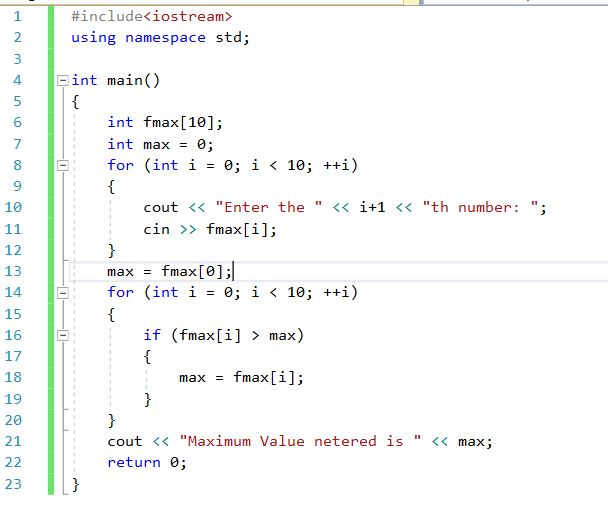 1 #include<iostream>
2 using namespace std;
3
4 int main()
5 {
6 int fmax[10];
7 int max = 0;
8 for (int i = 0; i < 10; ++i)
9 {
10 cout << "Enter the " << i+1 << "th number: ";
11 cin >> fmax[i];
12 }
13 max = fmax[0];
14 for (int i = 0; i < 10; ++i)
15 {
16 if (fmax[i] > max)
17 {
18 max = fmax[i];
19 }
20 }
21 cout << "Maximum Value netered is " << max;
22 return 0;
23 }